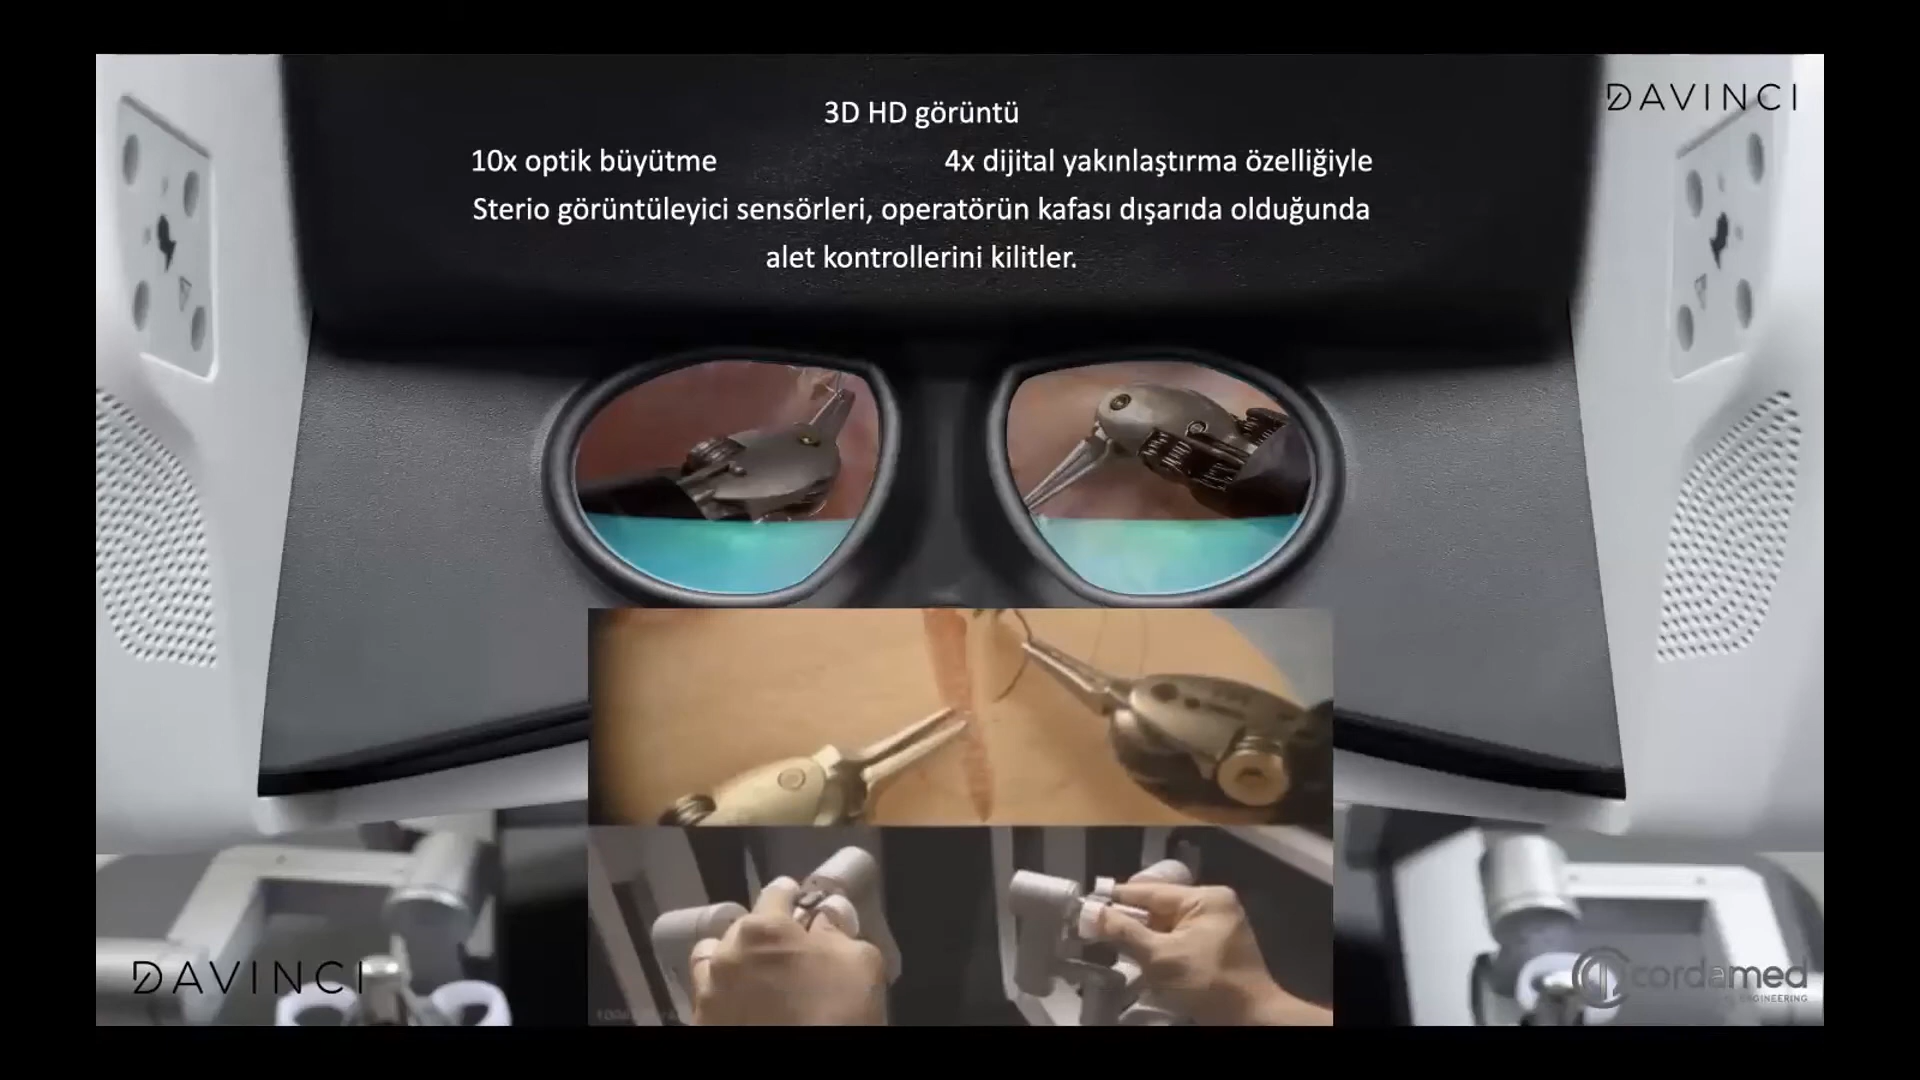 DAVINCI
3D HD görüntü
10x optik büyütme 4x dijital yakınlaştırma özelliğiyle
Sterio görüntüleyici sensörleri, operatörün kafası dışarıda olduğunda
alet kontrollerini kilitler.
DAVINCI
cordamed
ENGINEERING